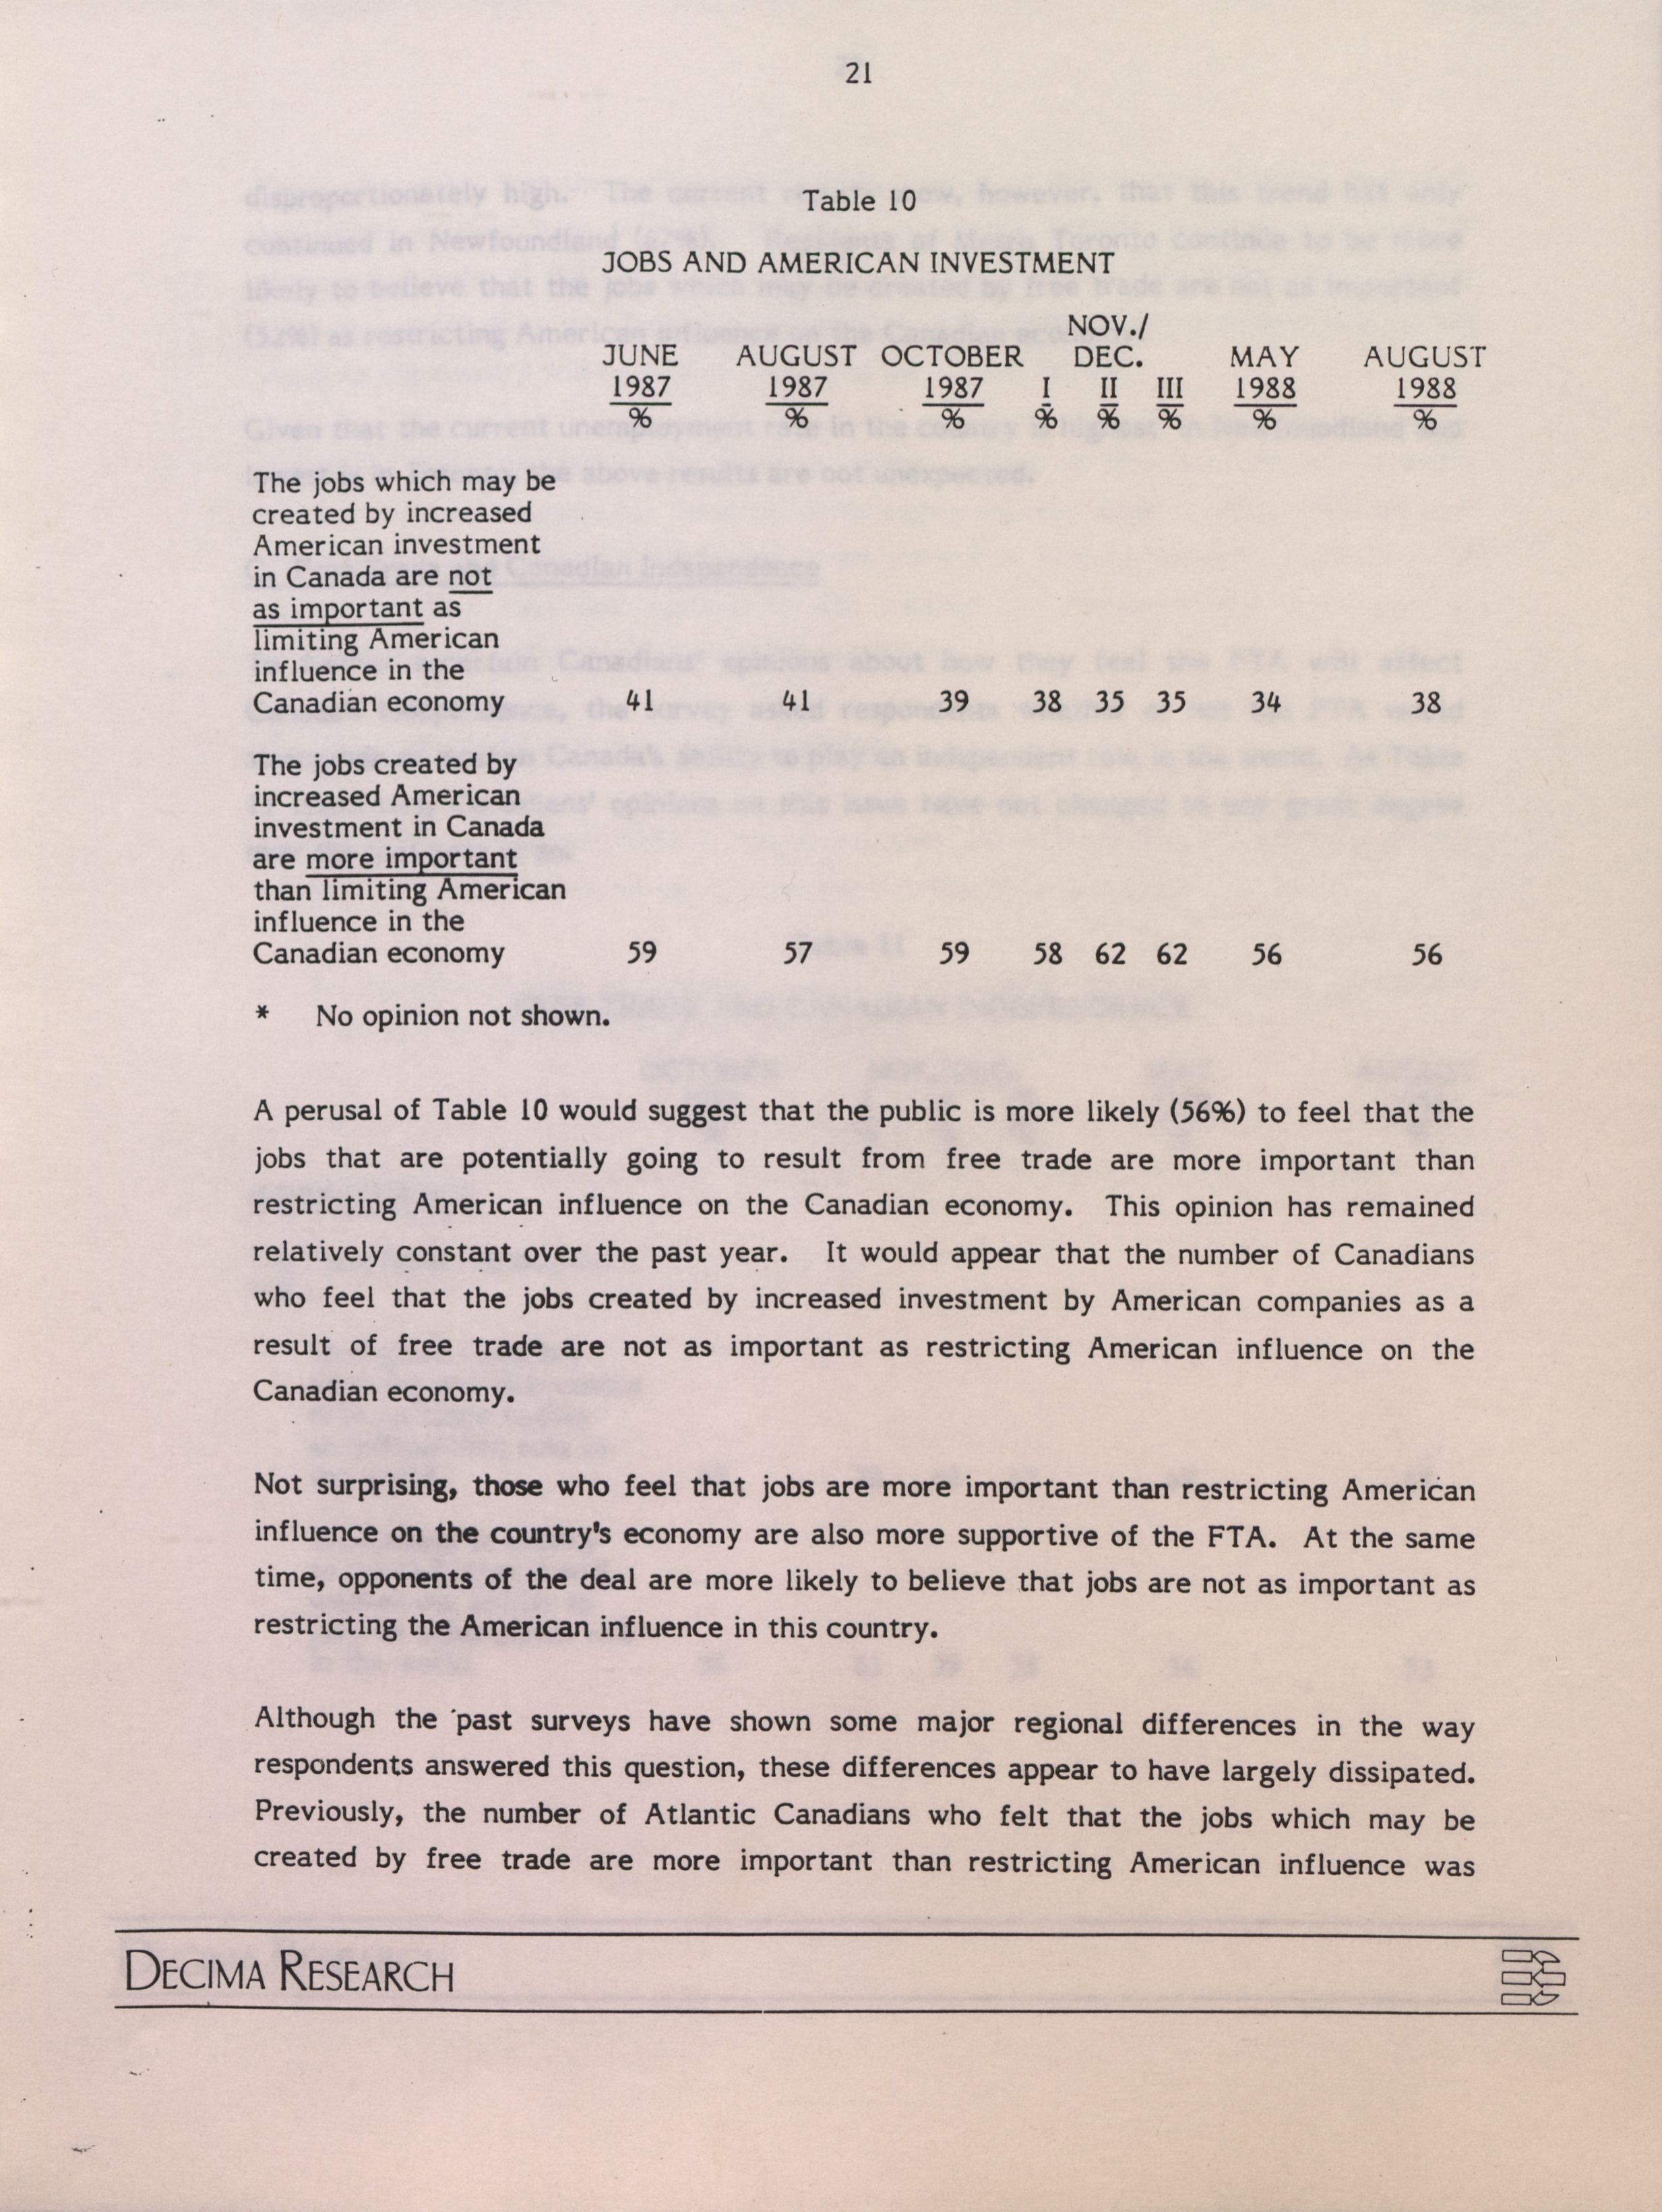 21
Table 10
JOBS AND AMERICAN INVESTMENT
NOV./
JUNE AUGUST OCTOBER DEC. MAY AUGUST
1987 1987 1987 I II III 1988 1988
% % % % % % % %
The jobs which may be
created by increased
American investment
in Canada are not
as important as
limiting American
influence in the
Canadian economy 41 41 39 38 35 35 34 38
The jobs created by
increased American
investment in Canada
are more important
than limiting American
influence in the
Canadian economy 59 57 59 58 62 62 56 56
* No opinion not shown.
A perusal of Table 10 would suggest that the public is more likely (56%) to feel that the
jobs that are potentially going to result from free trade are more important than
restricting American influence on the Canadian economy. This opinion has remained
relatively constant over the past year. It would appear that the number of Canadians
who feel that the jobs created by increased investment by American companies as a
result of free trade are not as important as restricting American influence on the
Canadian economy.
Not surprising, those who feel that jobs are more important than restricting American
influence on the country's economy are also more supportive of the FTA. At the same
time, opponents of the deal are more likely to believe that jobs are not as important as
restricting the American influence in this country.
Although the past surveys have shown some major regional differences in the way
respondents answered this question, these differences appear to have largely dissipated.
Previously, the number of Atlantic Canadians who felt that the jobs which may be
created by free trade are more important than restricting American influence was
DECIMA RESEARCH